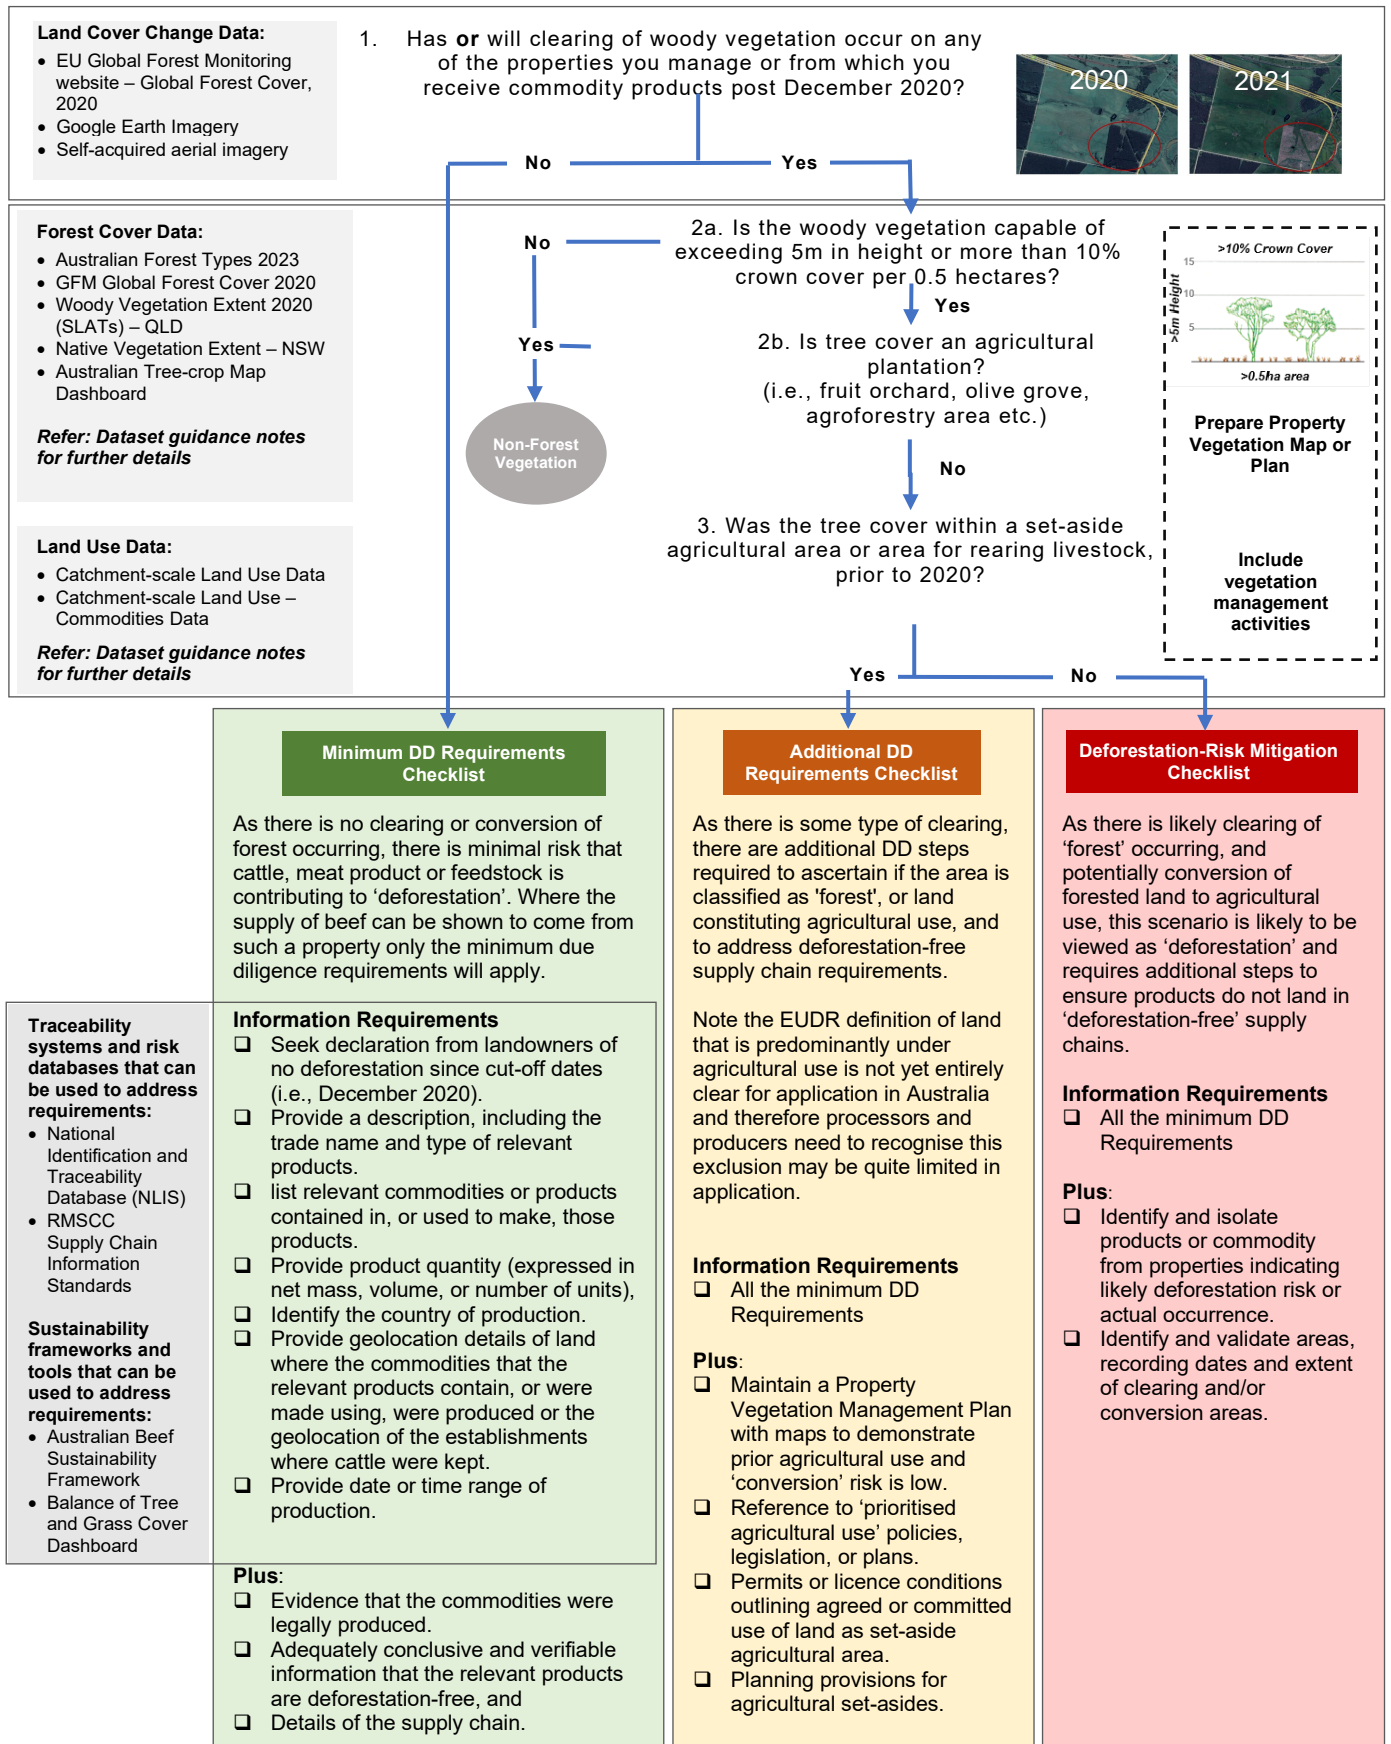 Land Cover Change Data:
• EU Global Forest Monitoring
website – Global Forest Cover,
2020
• Google Earth Imagery
• Self-acquired aerial imagery
1. Has or will clearing of woody vegetation occur on any
of the properties you manage or from which you
receive commodity products post December 2020?
2020
2021
No
Yes
Forest Cover Data:
• Australian Forest Types 2023
• GFM Global Forest Cover 2020
• Woody Vegetation Extent 2020
(SLATs) – QLD
• Native Vegetation Extent – NSW
• Australian Tree-crop Map
Dashboard
Refer: Dataset guidance notes
for further details
No
2a. Is the woody vegetation capable of
exceeding 5m in height or more than 10%
crown cover per 0.5 hectares?
Yes
Yes
2b. Is tree cover an agricultural
plantation?
(i.e., fruit orchard, olive grove,
agroforestry area etc.)
Non-Forest
Vegetation
No
>10% Crown Cover
15
10
5
>5m Height
>0.5ha area
Prepare Property
Vegetation Map or
Plan
Include
vegetation
management
activities
Land Use Data:
• Catchment-scale Land Use Data
• Catchment-scale Land Use –
Commodities Data
Refer: Dataset guidance notes
for further details
3. Was the tree cover within a set-aside
agricultural area or area for rearing livestock,
prior to 2020?
Yes
No
Minimum DD Requirements
Checklist
As there is no clearing or conversion of
forest occurring, there is minimal risk that
cattle, meat product or feedstock is
contributing to ‘deforestation’. Where the
supply of beef can be shown to come from
such a property only the minimum due
diligence requirements will apply.
Traceability
systems and risk
databases that can
be used to address
requirements:
• National
Identification and
Traceability
Database (NLIS)
• RMSCC
Supply Chain
Information
Standards
Sustainability
frameworks and
tools that can be
used to address
requirements:
• Australian Beef
Sustainability
Framework
• Balance of Tree
and Grass Cover
Dashboard
Information Requirements
❑ Seek declaration from landowners of
no deforestation since cut-off dates
(i.e., December 2020).
❑ Provide a description, including the
trade name and type of relevant
products.
❑ list relevant commodities or products
contained in, or used to make, those
products.
❑ Provide product quantity (expressed in
net mass, volume, or number of units),
❑ Identify the country of production.
❑ Provide geolocation details of land
where the commodities that the
relevant products contain, or were
made using, were produced or the
geolocation of the establishments
where cattle were kept.
❑ Provide date or time range of
production.
Plus:
❑ Evidence that the commodities were
legally produced.
❑ Adequately conclusive and verifiable
information that the relevant products
are deforestation-free, and
❑ Details of the supply chain.
Additional DD
Requirements Checklist
As there is some type of clearing,
there are additional DD steps
required to ascertain if the area is
classified as 'forest', or land
constituting agricultural use, and
to address deforestation-free
supply chain requirements.
Note the EUDR definition of land
that is predominantly under
agricultural use is not yet entirely
clear for application in Australia
and therefore processors and
producers need to recognise this
exclusion may be quite limited in
application.
Information Requirements
❑ All the minimum DD
Requirements
Plus:
❑ Maintain a Property
Vegetation Management Plan
with maps to demonstrate
prior agricultural use and
‘conversion’ risk is low.
❑ Reference to ‘prioritised
agricultural use’ policies,
legislation, or plans.
❑ Permits or licence conditions
outlining agreed or committed
use of land as set-aside
agricultural area.
❑ Planning provisions for
agricultural set-asides.
Deforestation-Risk Mitigation
Checklist
As there is likely clearing of
‘forest’ occurring, and
potentially conversion of
forested land to agricultural
use, this scenario is likely to be
viewed as ‘deforestation’ and
requires additional steps to
ensure products do not land in
‘deforestation-free’ supply
chains.
Information Requirements
❑ All the minimum DD
Requirements
Plus:
❑ Identify and isolate
products or commodity
from properties indicating
likely deforestation risk or
actual occurrence.
❑ Identify and validate areas,
recording dates and extent
of clearing and/or
conversion areas.